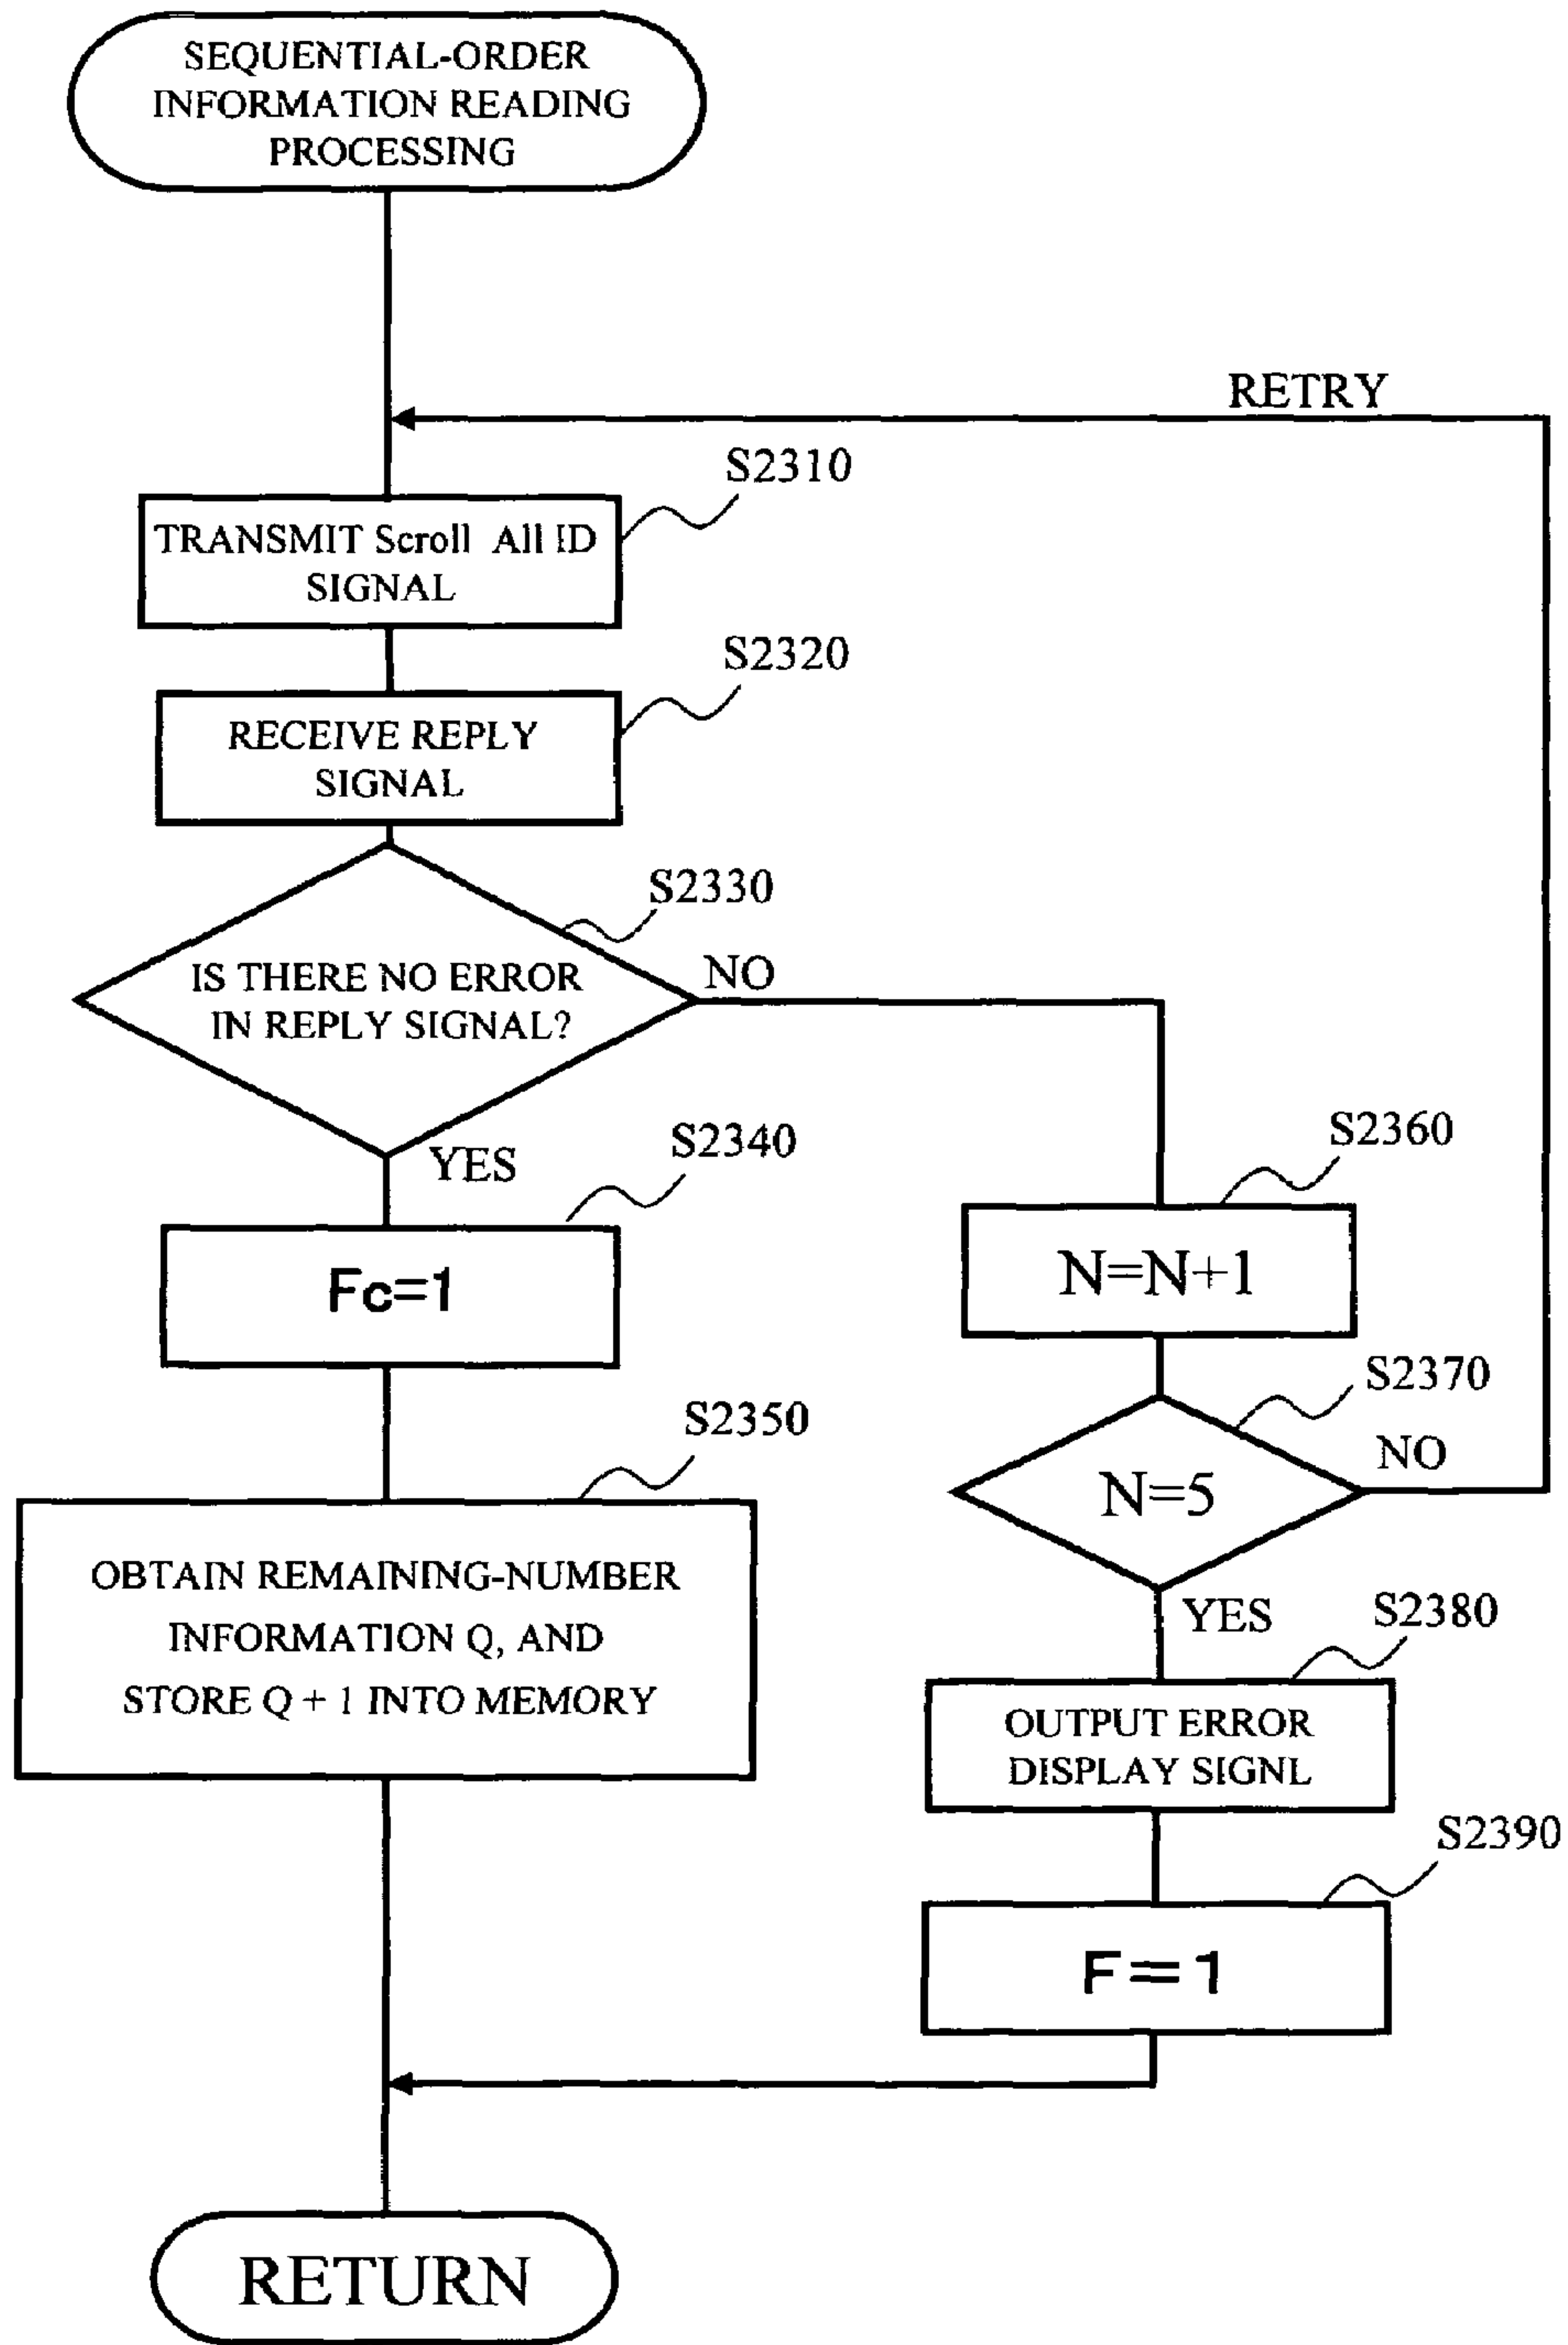 SEQUENTIAL-ORDER
INFORMATION READING
PROCESSING
RETRY
S2310
TRANSMIT Scroll All ID
SIGNAL
S2320
RECEIVE REPLY
SIGNAL
S2330
IS THERE NO ERROR
IN REPLY SIGNAL?
NO
YES
S2340
Fc=1
S2350
OBTAIN REMAINING-NUMBER
INFORMATION Q, AND
STORE Q + 1 INTO MEMORY
S2360
N=N+1
S2370
N=5
NO
YES
S2380
OUTPUT ERROR
DISPLAY SIGNL
S2390
F=1
RETURN